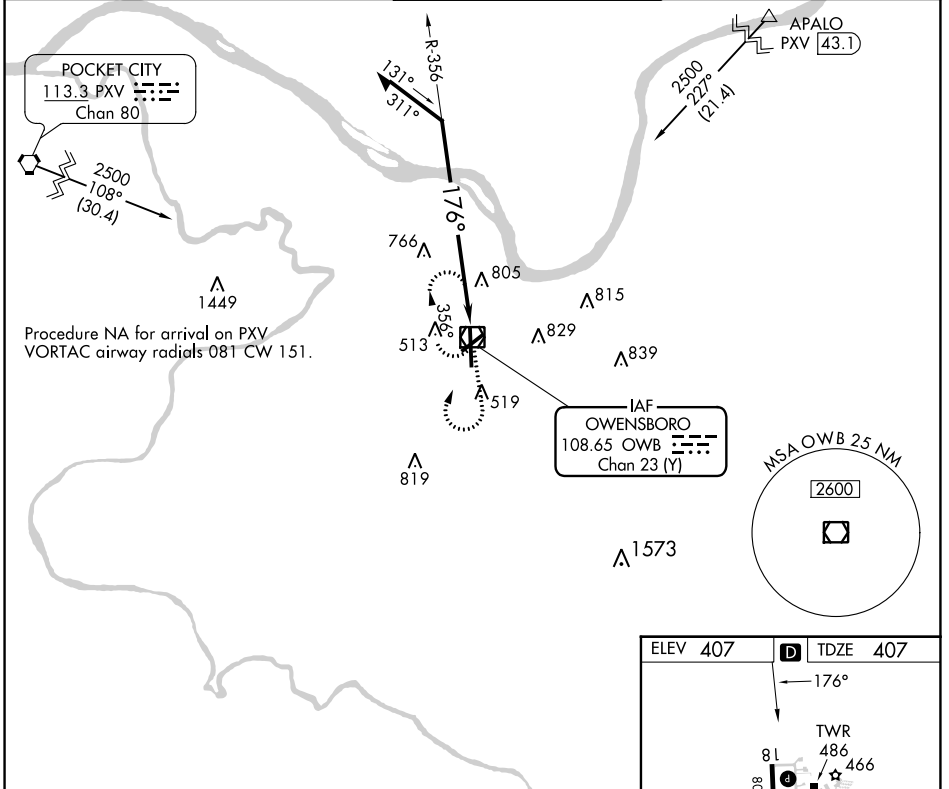 POCKET CITY
113.3 PXV
Chan 80
2500
108°
(30.4)
R-356
131°
311°
176°
APALO
PXV 43.1
2500
227°
(21.4)
766
805
1449
815
356°
513
829
839
Procedure NA for arrival on PXV
VORTAC airway radials 081 CW 151.
519
IAF
OWENSBORO
108.65 OWB
Chan 23 (Y)
819
1573
MSA OWB 25 NM
2600
ELEV 407
D
TDZE 407
176°
TWR
486
466
18
P